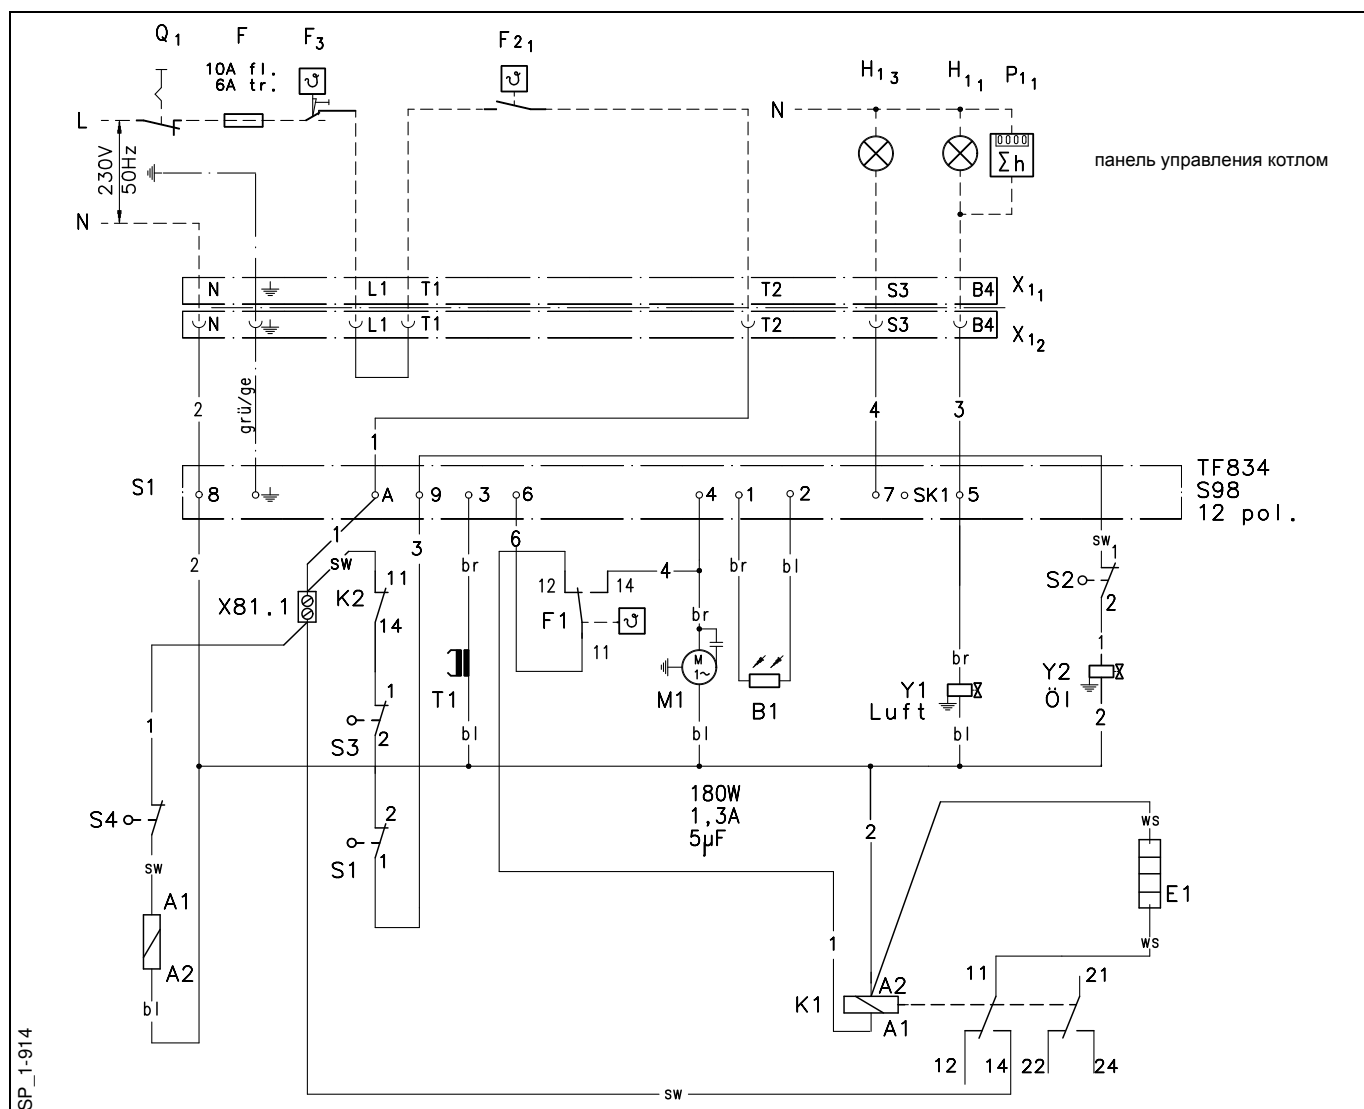 Q1 F F3 F21
10A fl.
6A tr.
H13 H11 P11
ϑ ϑ
L N
0000
Σh
панель управления котлом
230V
50Hz
N
N L1 T1 T2 S3 B4 X11
N L1 T1 T2 S3 B4 X12
2 grü/ge 1 4 3
S1 8 A 9 3 6 4 1 2 7 SK1 5
TF834
S98
12 pol.
2 1 sw 3 br 6 br bl sw 1
X81.1 K2 11 14
12 14 4 F1 11 ϑ
S2 2
br M 1~ M1
T1 B1
br Y1
Luft
1 Y2
Öl
2
1 S3 1 2
bl bl bl
S4
S1 2 1
180W
1,3A
5µF
2
ws
E1
ws
sw
A1
A2
bl
1
K1 A2
A1
11 21
12 14 22 24
sw
SP_1-914